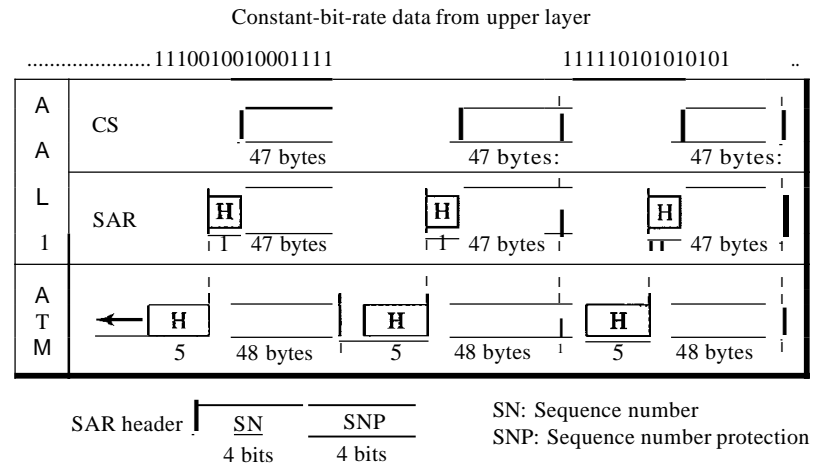 Constant-bit-rate data from upper layer
...................... 1110010010001111 111110101010101 ..
A
A
L
1
CS
47 bytes 47 bytes: 47 bytes:
SAR
H H H
1 47 bytes 1 47 bytes 47 bytes
A
T
M
H H H
5 48 bytes 5 48 bytes 5 48 bytes
SAR header SN SNP
4 bits 4 bits
SN: Sequence number
SNP: Sequence number protection